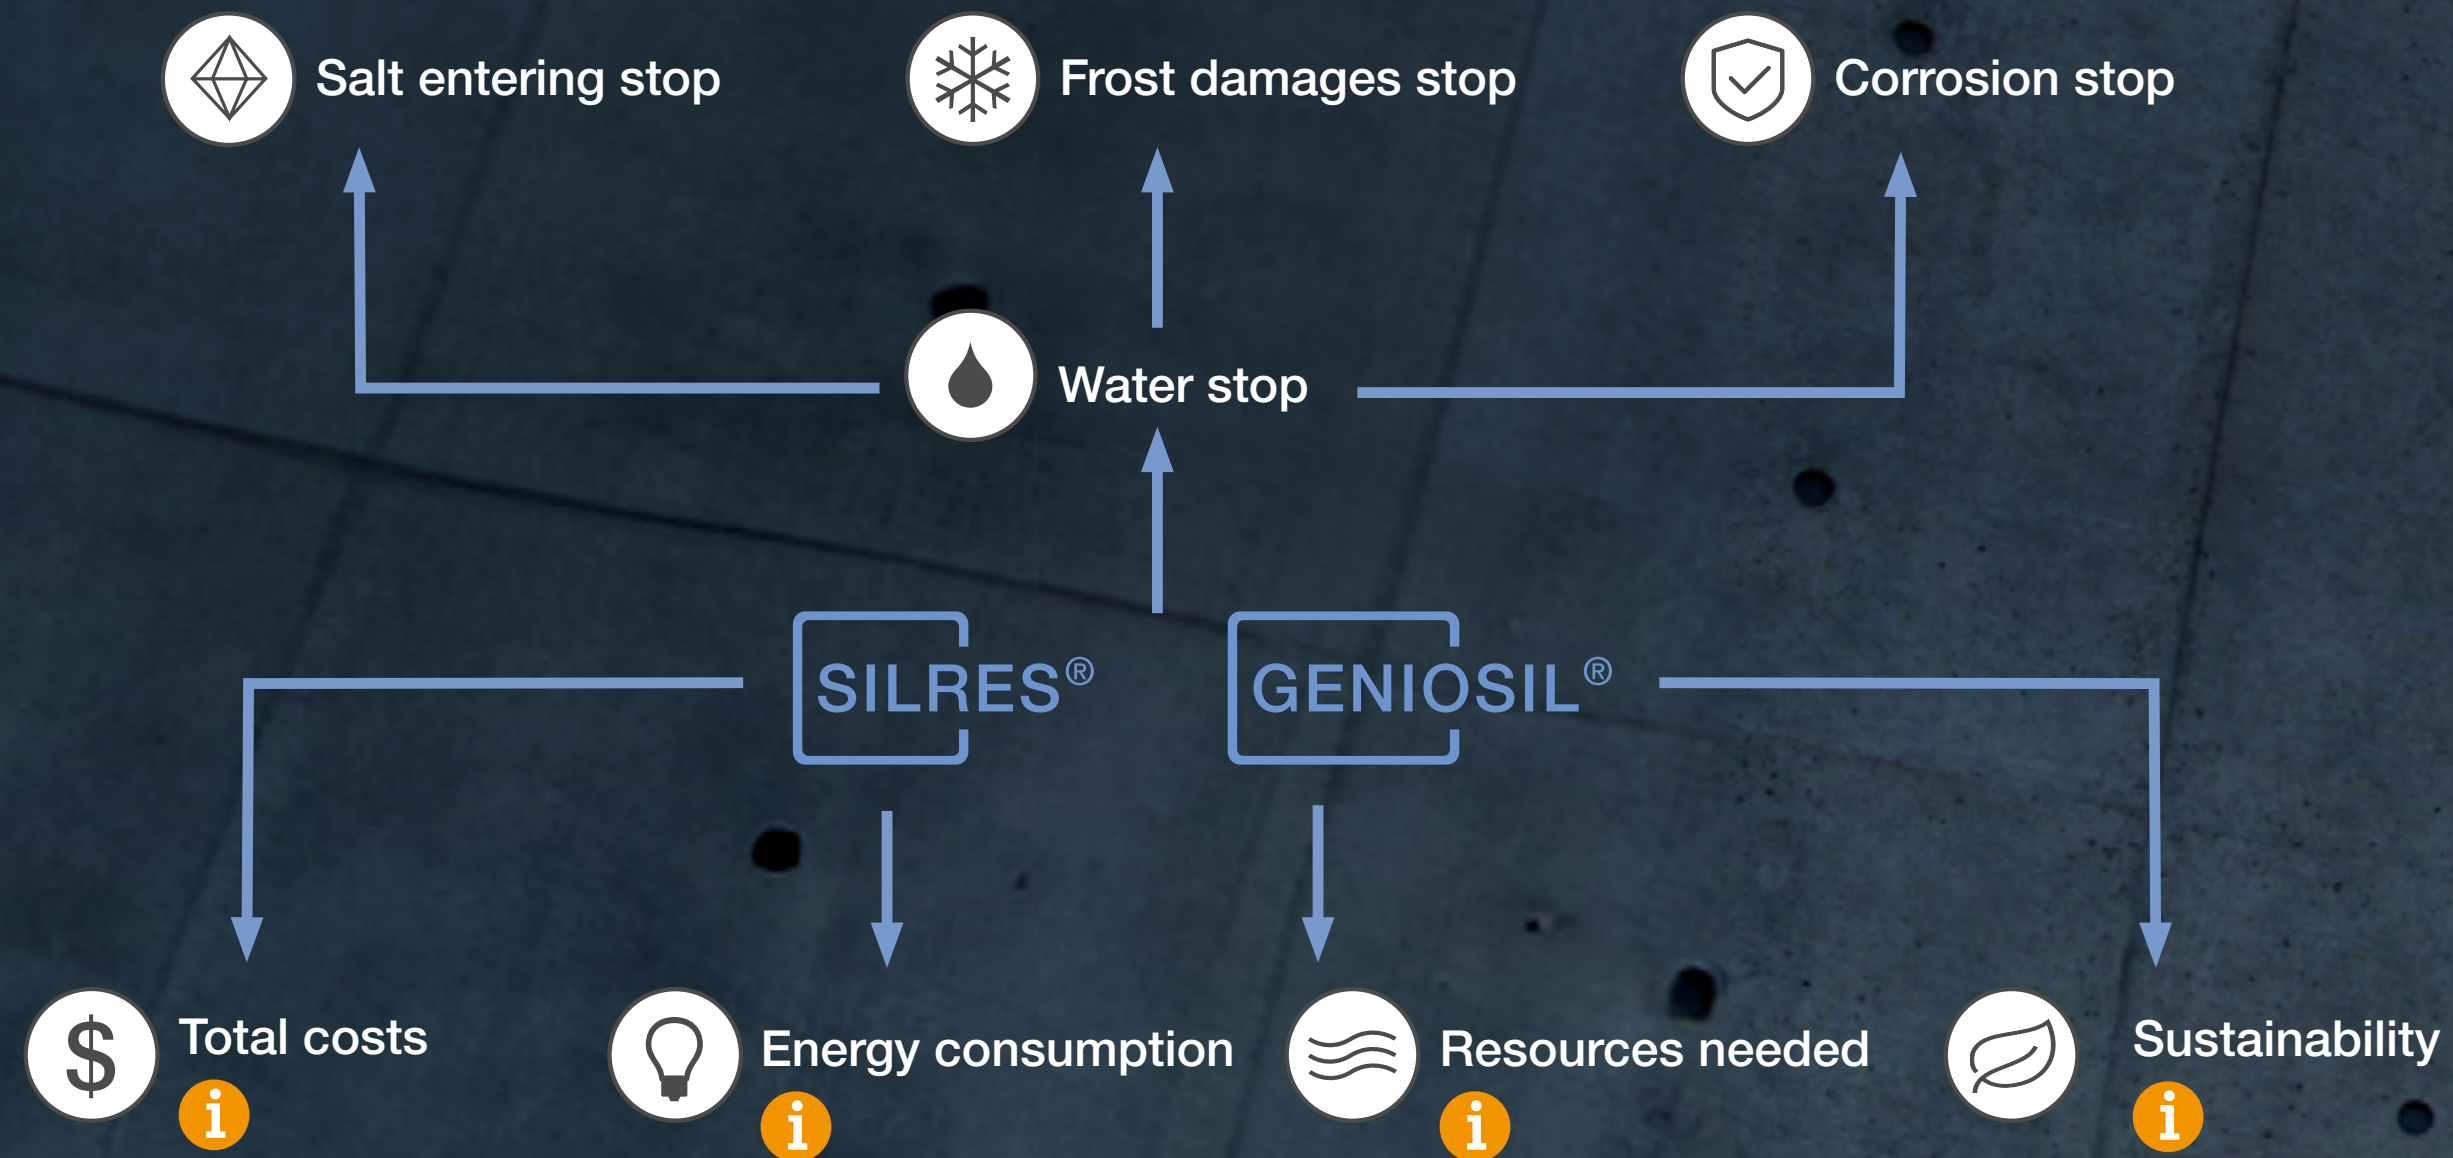 Salt entering stop
Frost damages stop
Corrosion stop
Water stop
SILRES®
GENIOSIL®
$
Total costs
i
Energy consumption
i
Resources needed
i
Sustainability
i